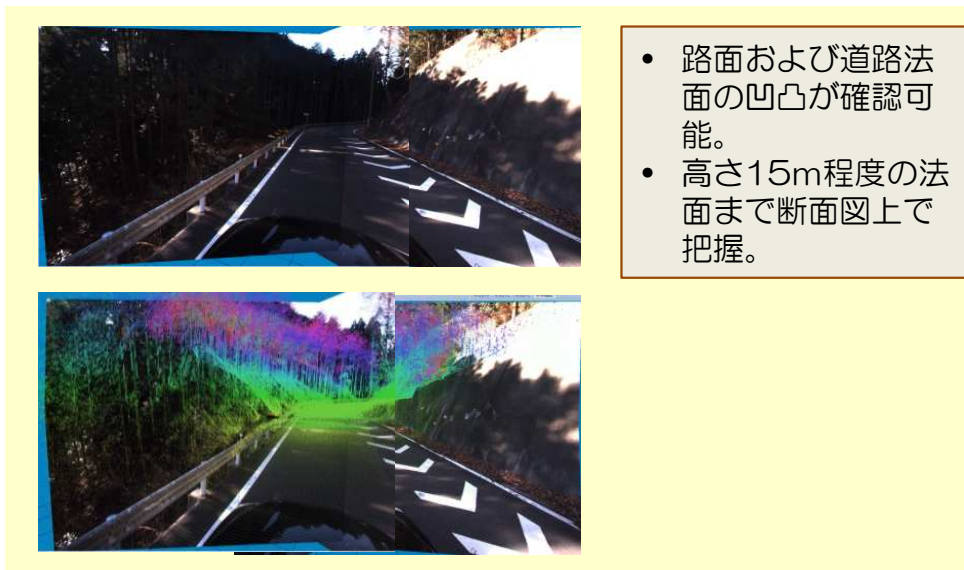 • 路面および道路法
面の凹凸が確認可
能。
• 高さ15m程度の法
面まで断面図上で
把握。